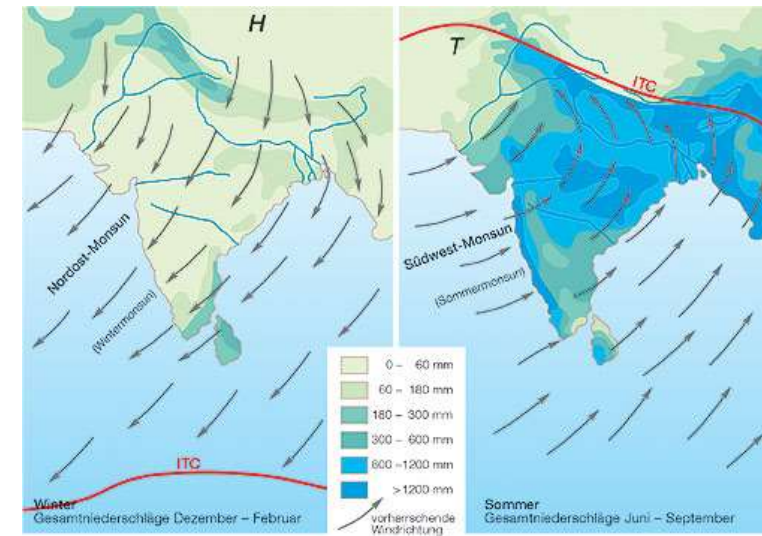 H
Nordost-Monsun
(Wintermonsun)
ITC
Winter
Gesamtniederschläge Dezember – Februar
T
ITC
Südwest-Monsun
(Sommermonsun)
Sommer
Gesamtniederschläge Juni – September
0 – 60 mm
60 – 180 mm
180 – 300 mm
300 – 600 mm
600 –1200 mm
>1200 mm
vorherrschende
Windrichtung